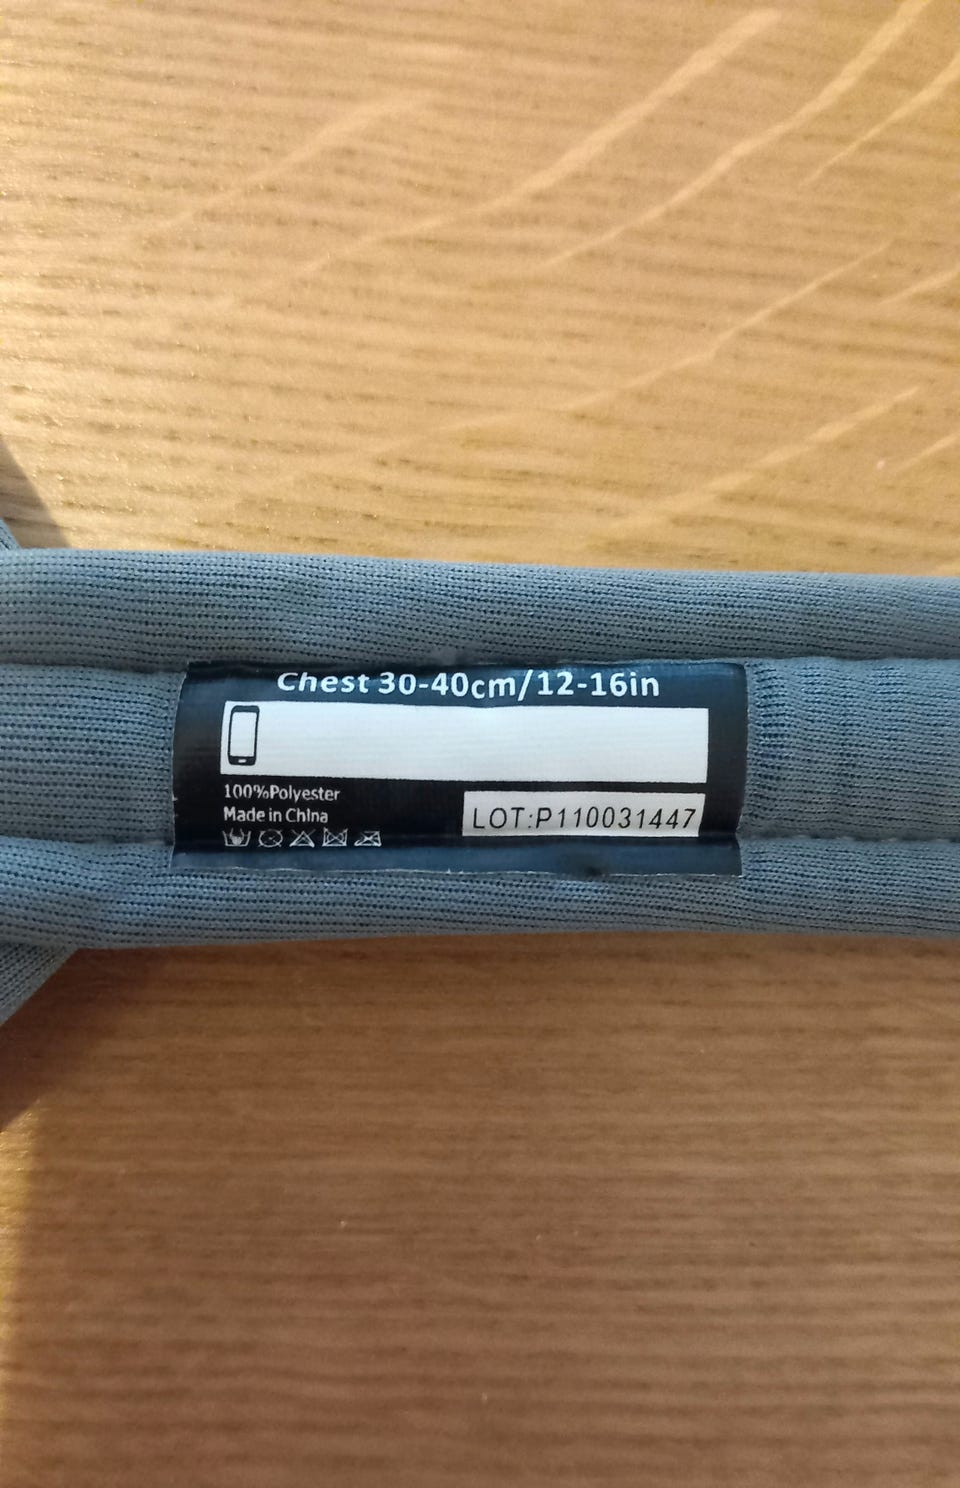 Chest 30-40cm/12-16in
100%Polyester
Made in China
LOT:P110031447